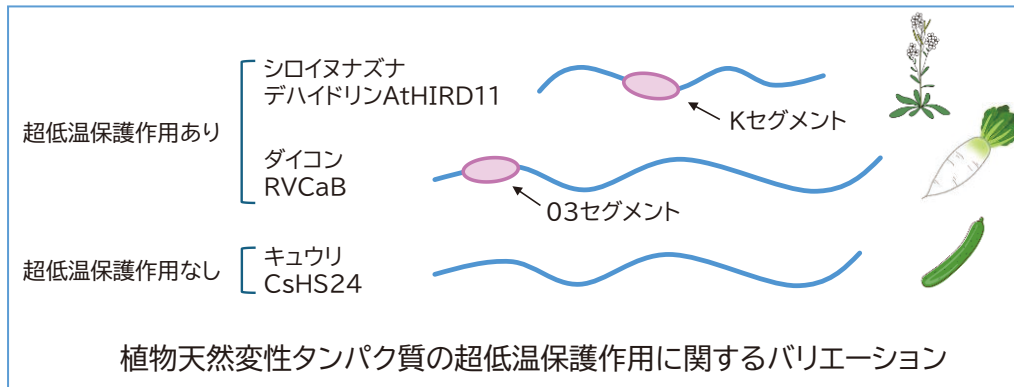 超低温保護作用あり
シロイヌナズナ
デハイドリンAtHIRD11
Kセグメント
ダイコン
RVCaB
03セグメント
超低温保護作用なし
キュウリ
CsHS24
植物天然変性タンパク質の超低温保護作用に関するバリエーション